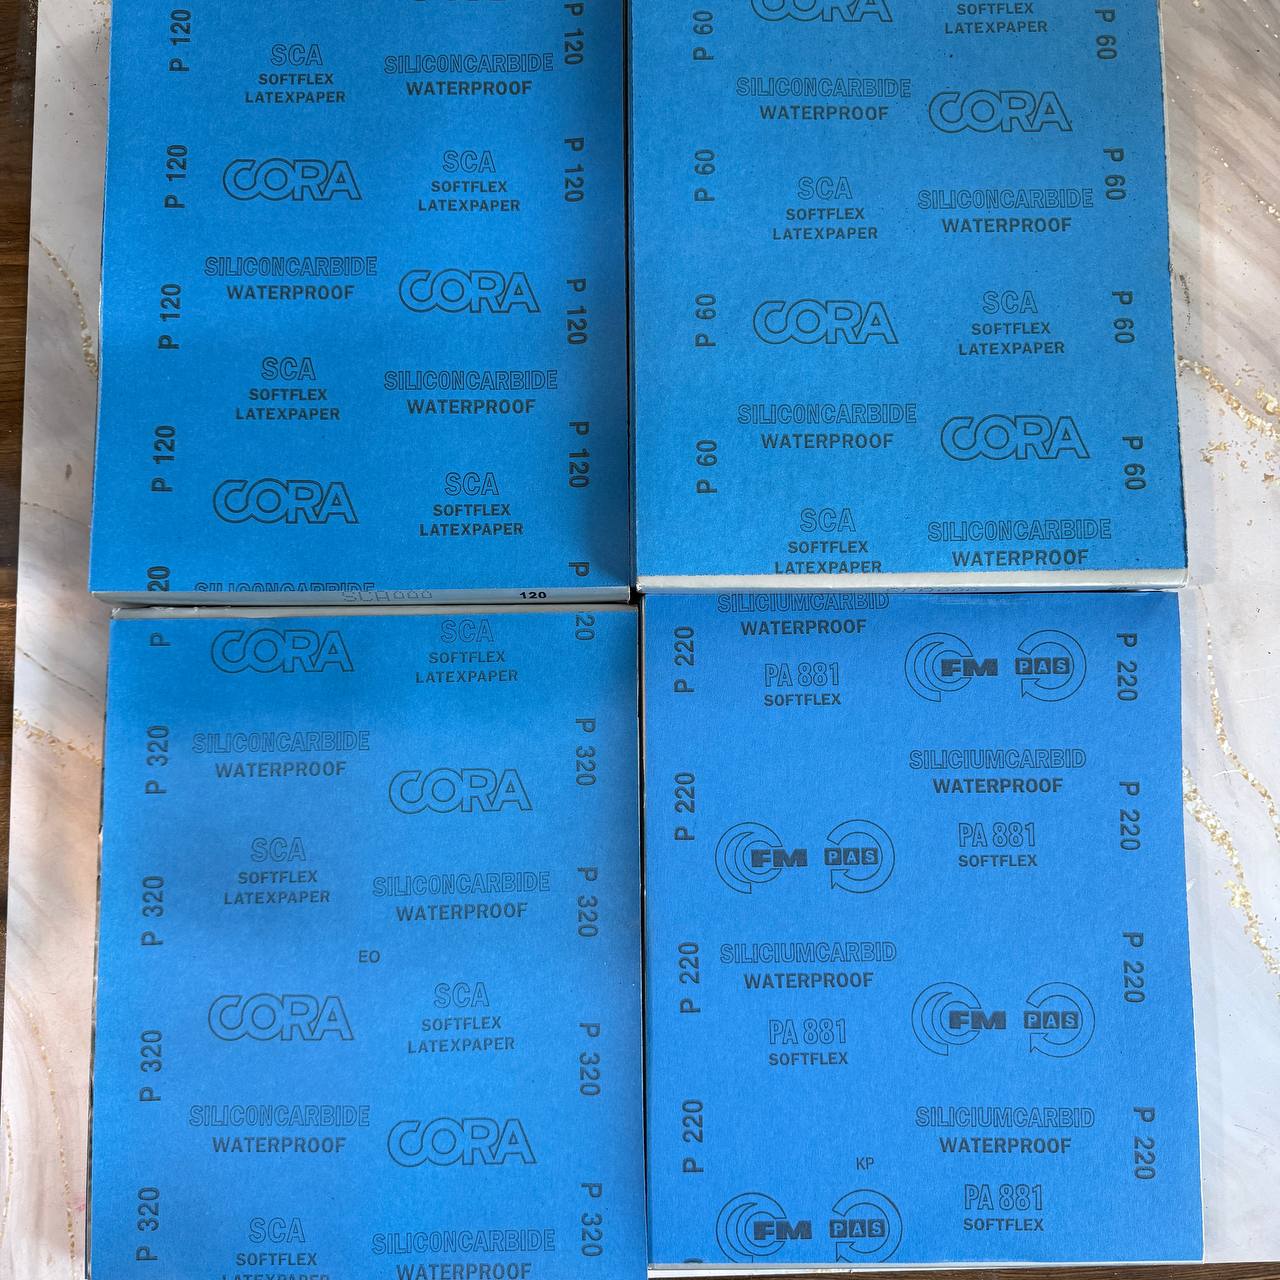 P 120
P 120
SCA
SOFTFLEX
LATEXPAPER
SILICONCARBIDE
WATERPROOF
P 120
P 120
CORA
SCA
SOFTFLEX
LATEXPAPER
SILICONCARBIDE
WATERPROOF
CORA
P 120
P 120
SCA
SOFTFLEX
LATEXPAPER
SILICONCARBIDE
WATERPROOF
P 120
P 120
CORA
SCA
SOFTFLEX
LATEXPAPER
20
P
SILICONCARBIDE
120
P 60
CORA
SOFTFLEX
LATEXPAPER
P 60
SILICONCARBIDE
WATERPROOF
CORA
P 60
P 60
SCA
SOFTFLEX
LATEXPAPER
SILICONCARBIDE
WATERPROOF
P 60
CORA
SCA
SOFTFLEX
LATEXPAPER
P 60
SILICONCARBIDE
WATERPROOF
CORA
P 60
P 60
SCA
SOFTFLEX
LATEXPAPER
SILICONCARBIDE
WATERPROOF
P
CORA
SCA
SOFTFLEX
LATEXPAPER
20
P 320
SILICONCARBIDE
WATERPROOF
CORA
P 320
SCA
SOFTFLEX
LATEXPAPER
SILICONCARBIDE
WATERPROOF
P 320
P 320
EO
CORA
SCA
SOFTFLEX
LATEXPAPER
P 320
P 320
SILICONCARBIDE
WATERPROOF
CORA
P 320
P 320
SCA
SOFTFLEX
LATEXPAPER
SILICONCARBIDE
WATERPROOF
SILICIUMCARBID
WATERPROOF
P 220
PA 881
SOFTFLEX
FM PAS
P 220
SILICIUMCARBID
WATERPROOF
P 220
P 220
FM PAS
PA 881
SOFTFLEX
SILICIUMCARBID
WATERPROOF
P 220
P 220
PA 881
SOFTFLEX
FM PAS
SILICIUMCARBID
WATERPROOF
P 220
P 220
KP
FM PAS
PA 881
SOFTFLEX